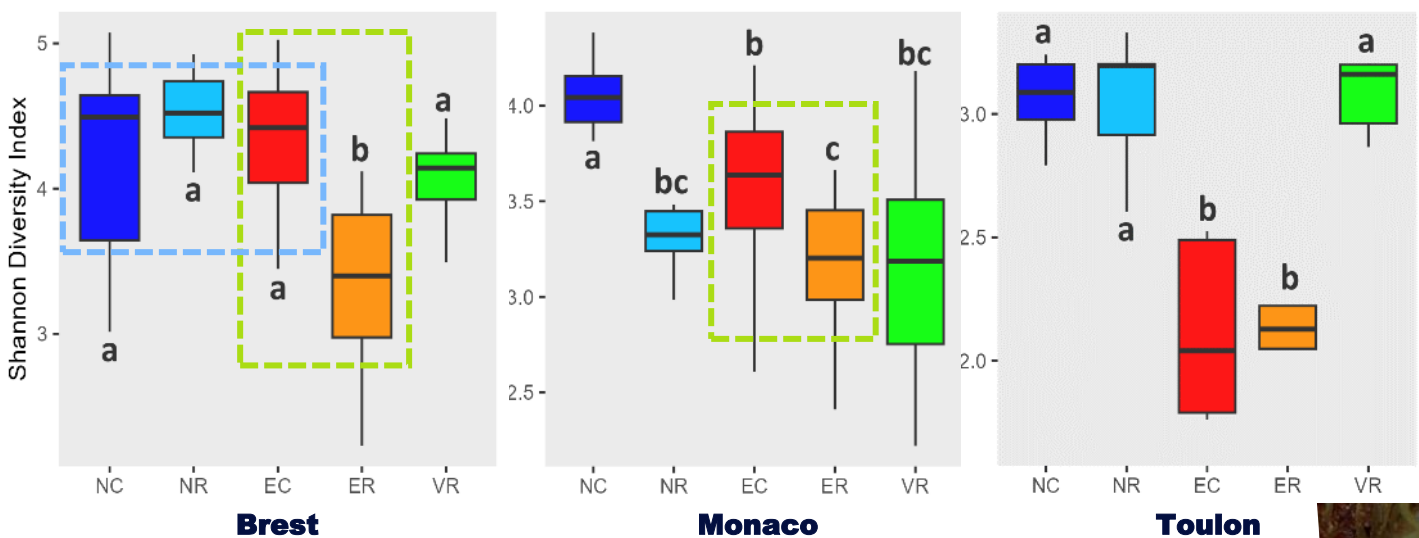 Shannon Diversity Index
5
4
3
a
a
a
b
a
NC NR EC ER VR
Brest
4.0
3.5
3.0
2.5
a
bc
b
c
bc
NC NR EC ER VR
Monaco
3.0
2.5
2.0
a
a
b
b
a
NC NR EC ER VR
Toulon